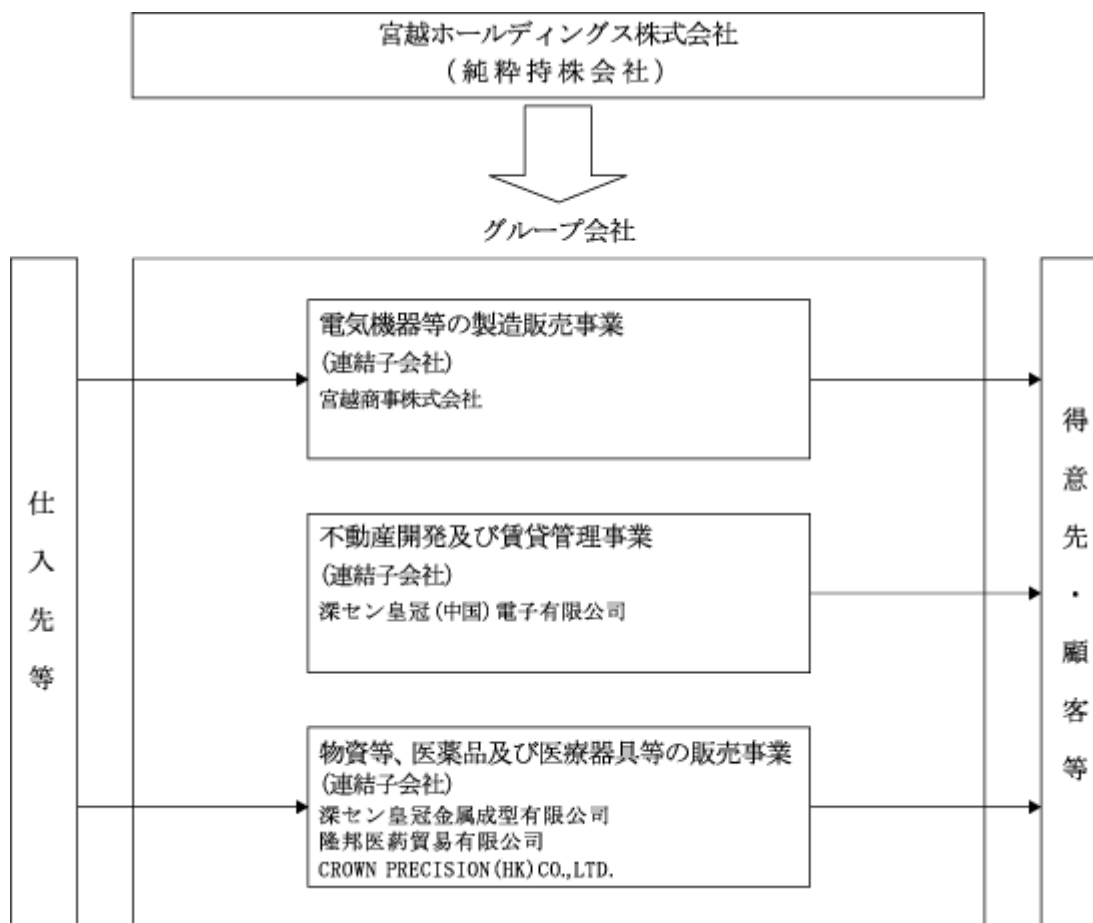 宮越ホールディングス株式会社
（純粋持株会社）
グループ会社
仕入先等
電気機器等の製造販売事業
(連結子会社)
宮越商事株式会社
不動産開発及び賃貸管理事業
(連結子会社)
深セン皇冠(中国)電子有限公司
物資等、医薬品及び医療器具等の販売事業
(連結子会社)
深セン皇冠金属成型有限公司
隆邦医薬貿易有限公司
CROWN PRECISION(HK)CO.,LTD.
得意先・顧客等